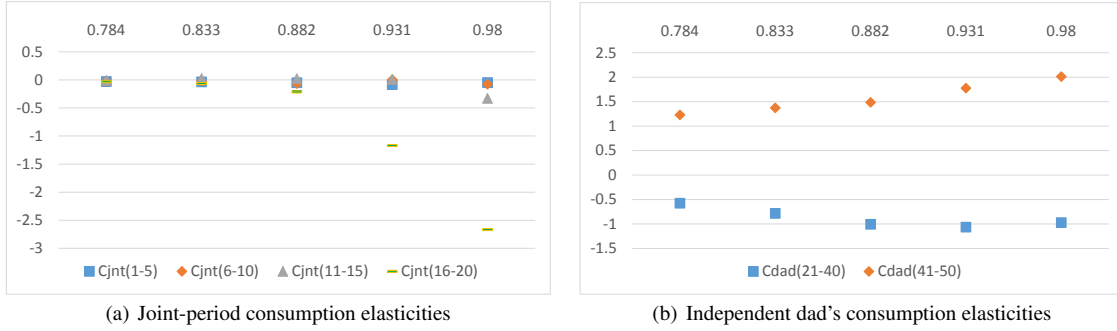 0.784 0.833 0.882 0.931 0.98
0.5
0
-0.5
-1
-1.5
-2
-2.5
-3
Cjnt(1-5) Cjnt(6-10) Cjnt(11-15) Cjnt(16-20)
(a) Joint-period consumption elasticities
0.784 0.833 0.882 0.931 0.98
2.5
2
1.5
1
0.5
0
-0.5
-1
-1.5
Cdad(21-40) Cdad(41-50)
(b) Independent dad's consumption elasticities